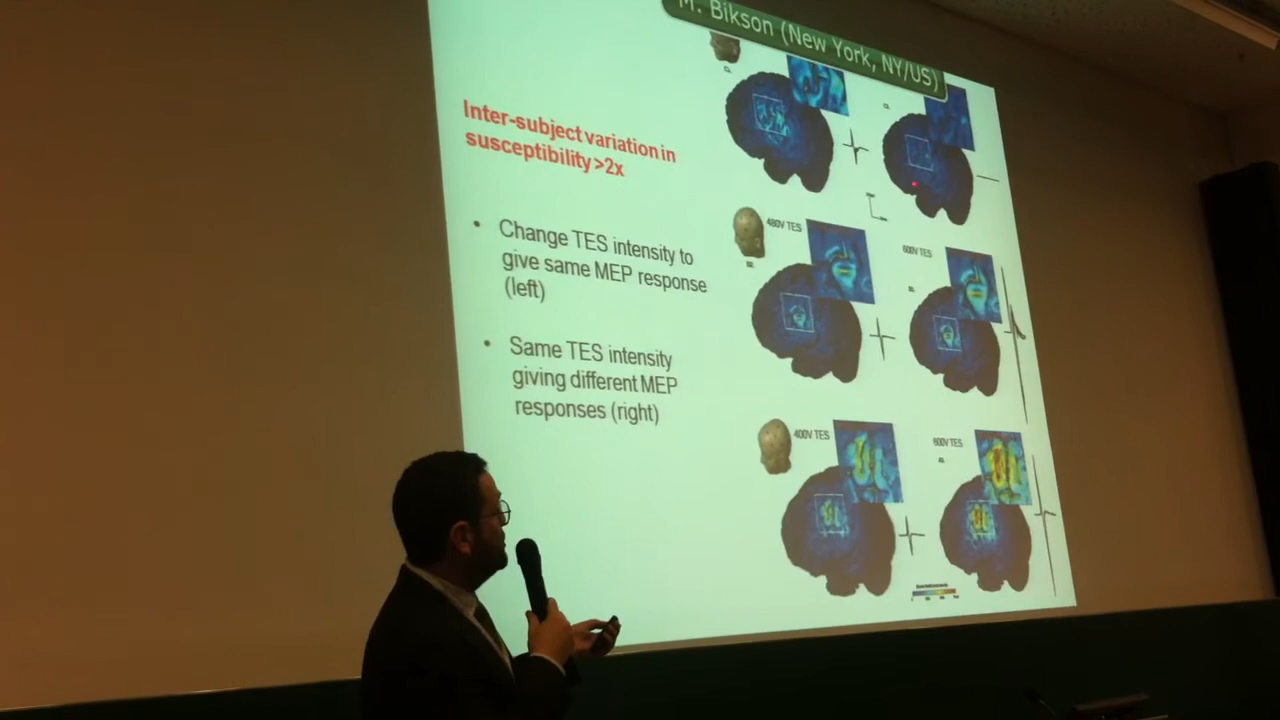 M. Bikson (New York, NY/US)
Inter-subject variation in
susceptibility >2x
• Change TES intensity to
give same MEP response
(left)
• Same TES intensity
giving different MEP
responses (right)
480V TES
600V TES
400V TES
600V TES